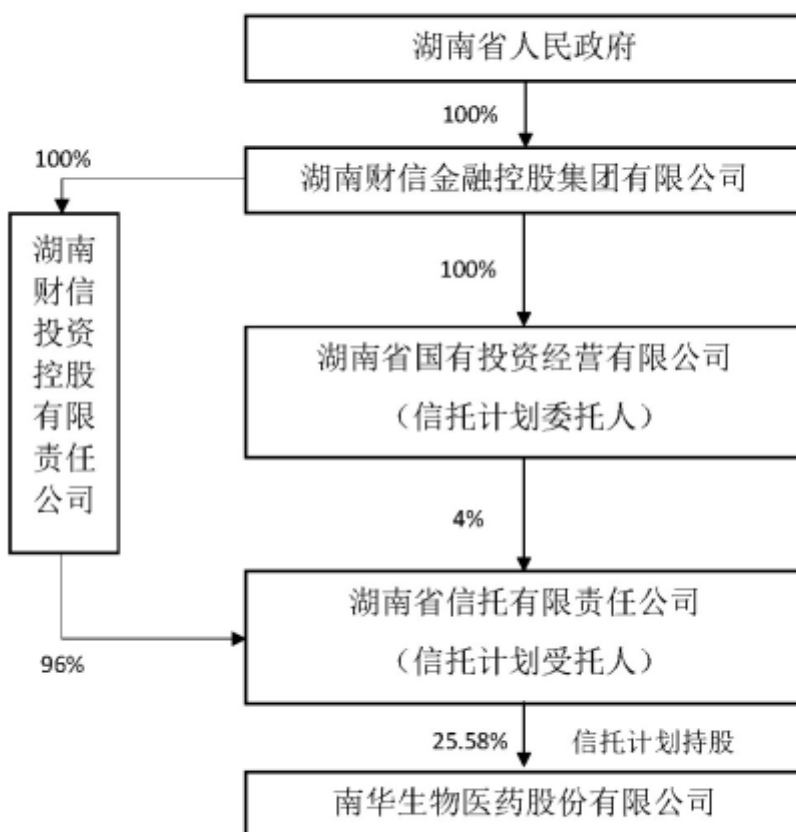 湖南省人民政府
100%
100%
湖南财信金融控股集团有限公司
湖南
财信
投资
控股
有限
责任
公司
100%
湖南省国有投资经营有限公司
（信托计划委托人）
4%
湖南省信托有限责任公司
（信托计划受托人）
96%
25.58% 信托计划持股
南华生物医药股份有限公司